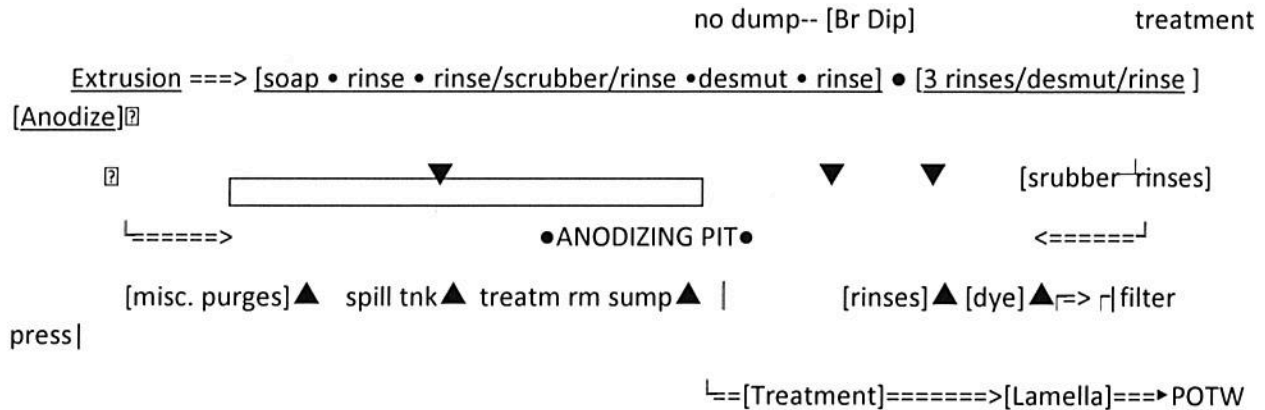 no dump-- [Br Dip] treatment
Extrusion ===> [soap • rinse • rinse/scrubber/rinse •desmut • rinse] ● [3 rinses/desmut/rinse ]
[Anodize]⍰
⍰ ▼ ▼ ▼ [srubber┘rinses]
└======> ●ANODIZING PIT● <======┘
[misc. purges]▲ spill tnk▲ treatm rm sump▲ | [rinses]▲ [dye]▲┌=> ┌|filter
press|
└==[Treatment]=======>[Lamella]===►POTW